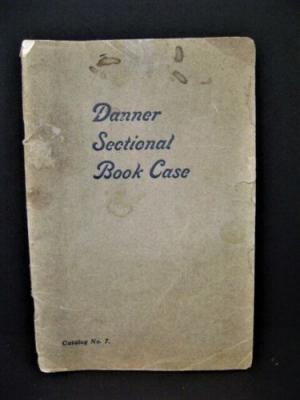 Danner
Sectional
Book Case
Catalog No. 7.